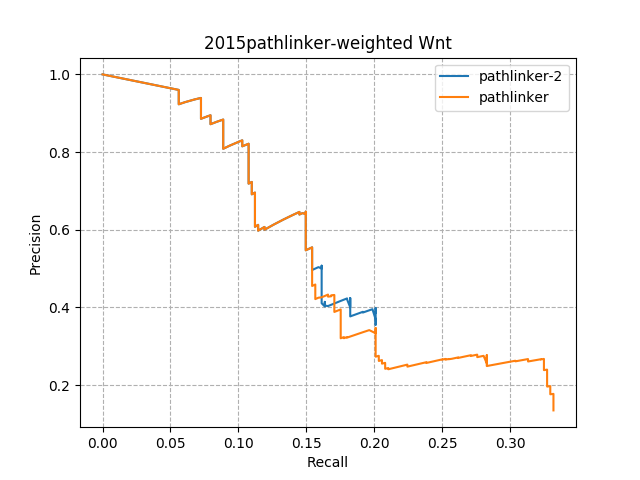 2015pathlinker-weighted Wnt
pathlinker-2
pathlinker
1.0
0.8
0.6
0.4
0.2
Precision
0.00 0.05 0.10 0.15 0.20 0.25 0.30
Recall